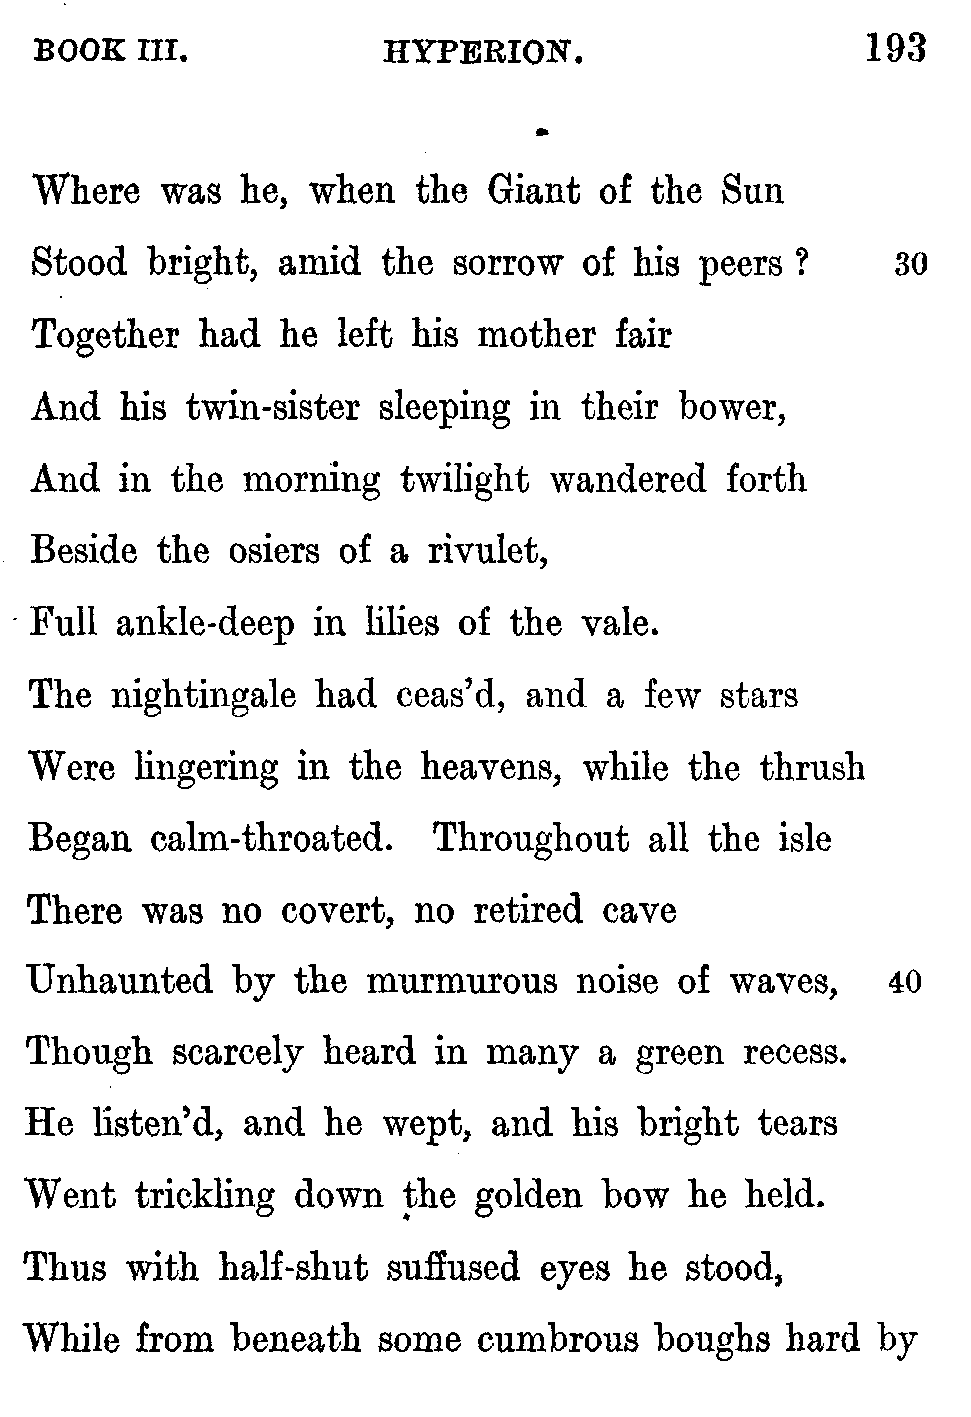 BOOK III. HYPERION. 193
Where was he, when the Giant of the Sun
Stood bright, amid the sorrow of his peers ? 30
Together had he left his mother fair
And his twin-sister sleeping in their bower,
And in the morning twilight wandered forth
Beside the osiers of a rivulet,
Full ankle-deep in lilies of the vale.
The nightingale had ceas'd, and a few stars
Were lingering in the heavens, while the thrush
Began calm-throated. Throughout all the isle
There was no covert, no retired cave
Unhaunted by the murmurous noise of waves, 40
Though scarcely heard in many a green recess.
He listen'd, and he wept, and his bright tears
Went trickling down the golden bow he held.
Thus with half-shut suffused eyes he stood,
While from beneath some cumbrous boughs hard by